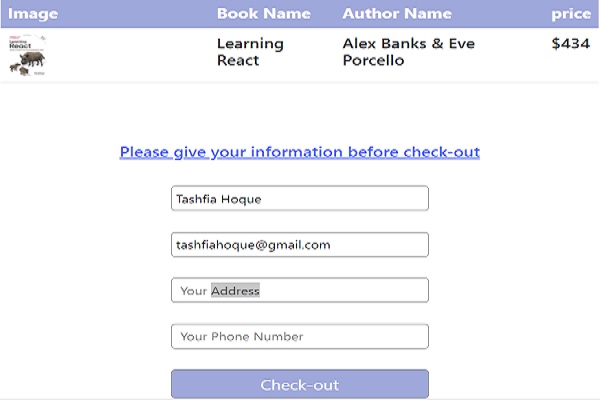 Image Book Name Author Name price
Learning
React
Learning React
Alex Banks & Eve Porcello
$434
Please give your information before check-out
Tashfia Hoque
tashfiahoque@gmail.com
Your Address
Your Phone Number
Check-out